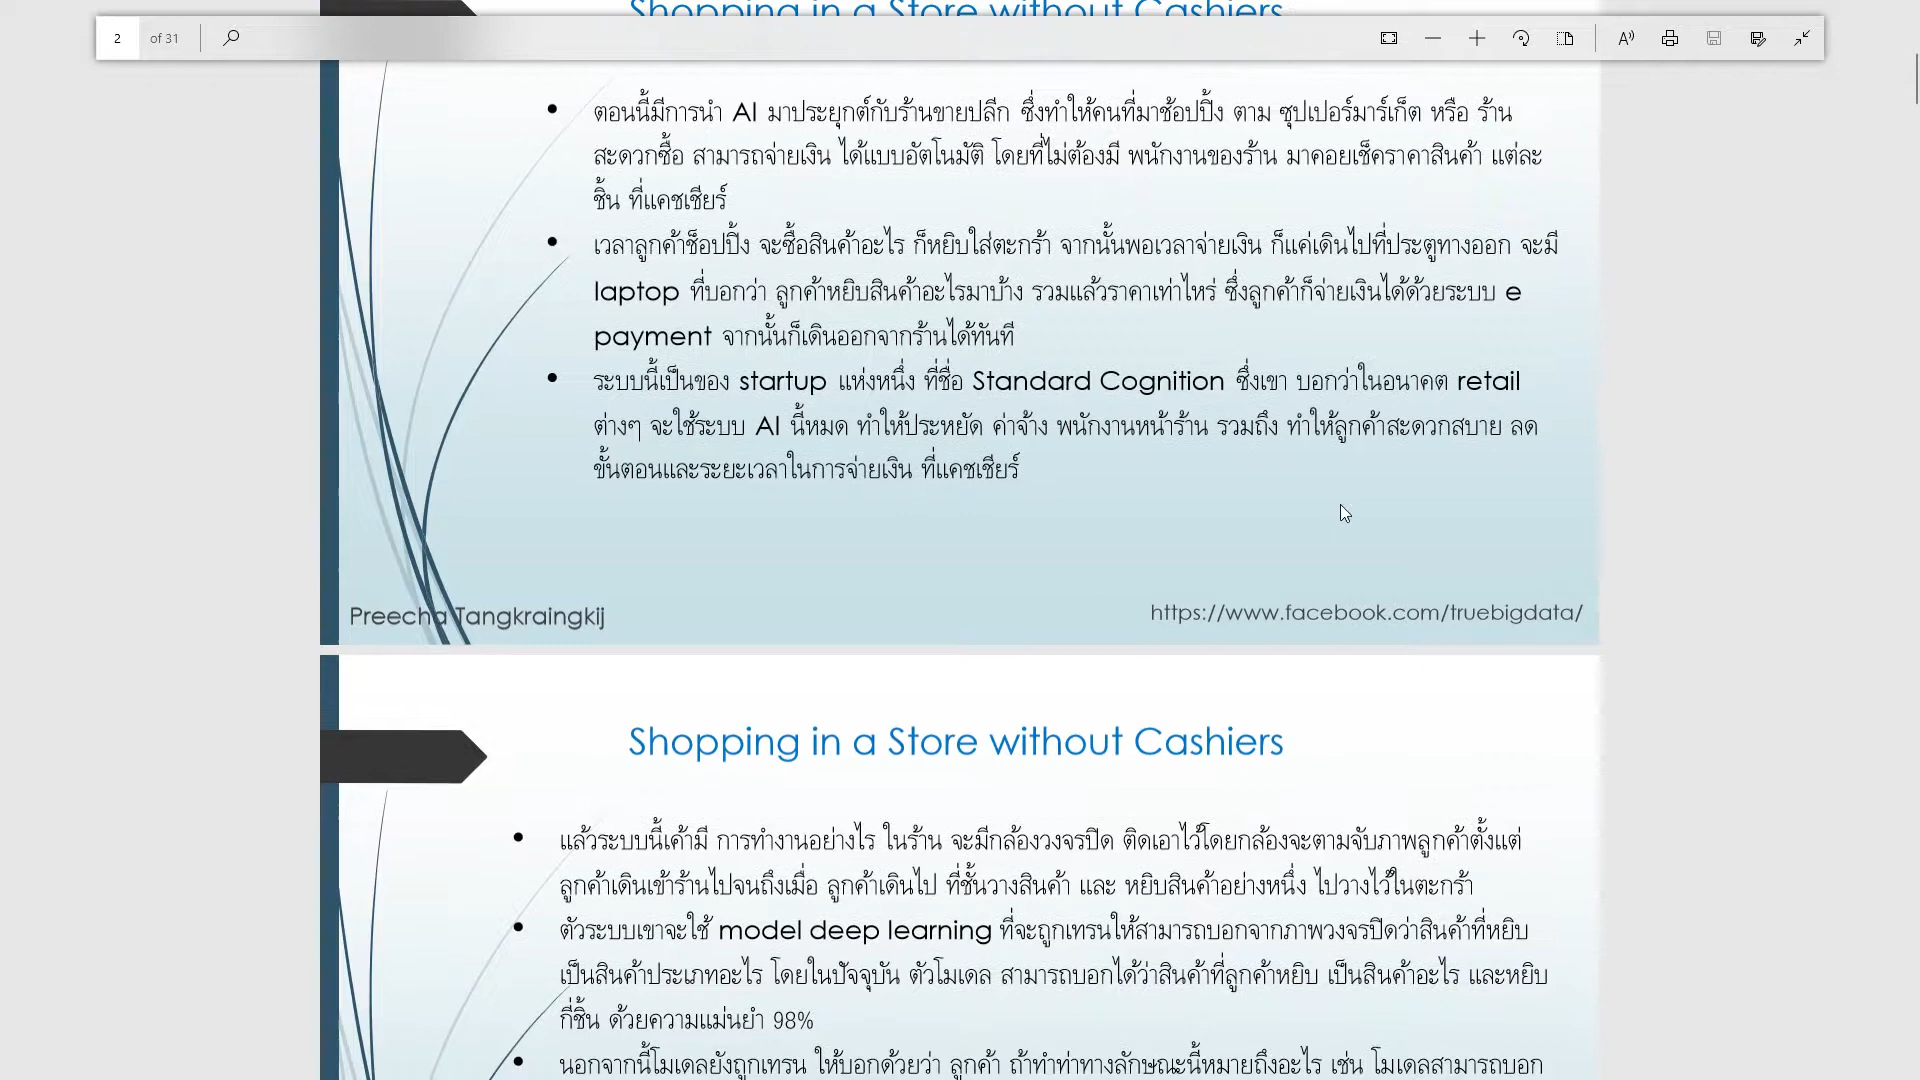 Shopping in a Store without Cashiers
2 of 31
ตอนนี้มีการนำ AI มาประยุกต์กับร้านขายปลีก ซึ่งทำให้คนที่มาช้อปปิ้ง ตาม ซุปเปอร์มาร์เก็ต หรือ ร้าน
สะดวกซื้อ สามารถจ่ายเงิน ได้แบบอัตโนมัติ โดยที่ไม่ต้องมี พนักงานของร้าน มาคอยเช็คราคาสินค้า แต่ละ
ชิ้น ที่แคชเชียร์
เวลาลูกค้าช็อปปิ้ง จะซื้อสินค้าอะไร ก็หยิบใส่ตะกร้า จากนั้นพอเวลาจ่ายเงิน ก็แค่เดินไปที่ประตูทางออก จะมี
laptop ที่บอกว่า ลูกค้าหยิบสินค้าอะไรมาบ้าง รวมแล้วราคาเท่าไหร่ ซึ่งลูกค้าก็จ่ายเงินได้ด้วยระบบ e
payment จากนั้นก็เดินออกจากร้านได้ทันที
ระบบนี้เป็นของ startup แห่งหนึ่ง ที่ชื่อ Standard Cognition ซึ่งเขา บอกว่าในอนาคต retail
ต่างๆ จะใช้ระบบ AI นี้หมด ทำให้ประหยัด ค่าจ้าง พนักงานหน้าร้าน รวมถึง ทำให้ลูกค้าสะดวกสบาย ลด
ขั้นตอนและระยะเวลาในการจ่ายเงิน ที่แคชเชียร์
Preecha Tangkraingkij
https://www.facebook.com/truebigdata/
Shopping in a Store without Cashiers
แล้วระบบนี้เค้ามี การทำงานอย่างไร ในร้าน จะมีกล้องวงจรปิด ติดเอาไว้โดยกล้องจะตามจับภาพลูกค้าตั้งแต่
ลูกค้าเดินเข้าร้านไปจนถึงเมื่อ ลูกค้าเดินไป ที่ชั้นวางสินค้า และ หยิบสินค้าอย่างหนึ่ง ไปวางไว้ในตะกร้า
ตัวระบบเขาจะใช้ model deep learning ที่จะถูกเทรนให้สามารถบอกจากภาพวงจรปิดว่าสินค้าที่หยิบ
เป็นสินค้าประเภทอะไร โดยในปัจจุบัน ตัวโมเดล สามารถบอกได้ว่าสินค้าที่ลูกค้าหยิบ เป็นสินค้าอะไร และหยิบ
กี่ชิ้น ด้วยความแม่นยำ 98%
นอกจากนี้โมเดลยังถูกเทรน ให้บอกด้วยว่า ลูกค้า ถ้าทำท่าทางลักษณะนี้หมายถึงอะไร เช่น โมเดลสามารถบอก